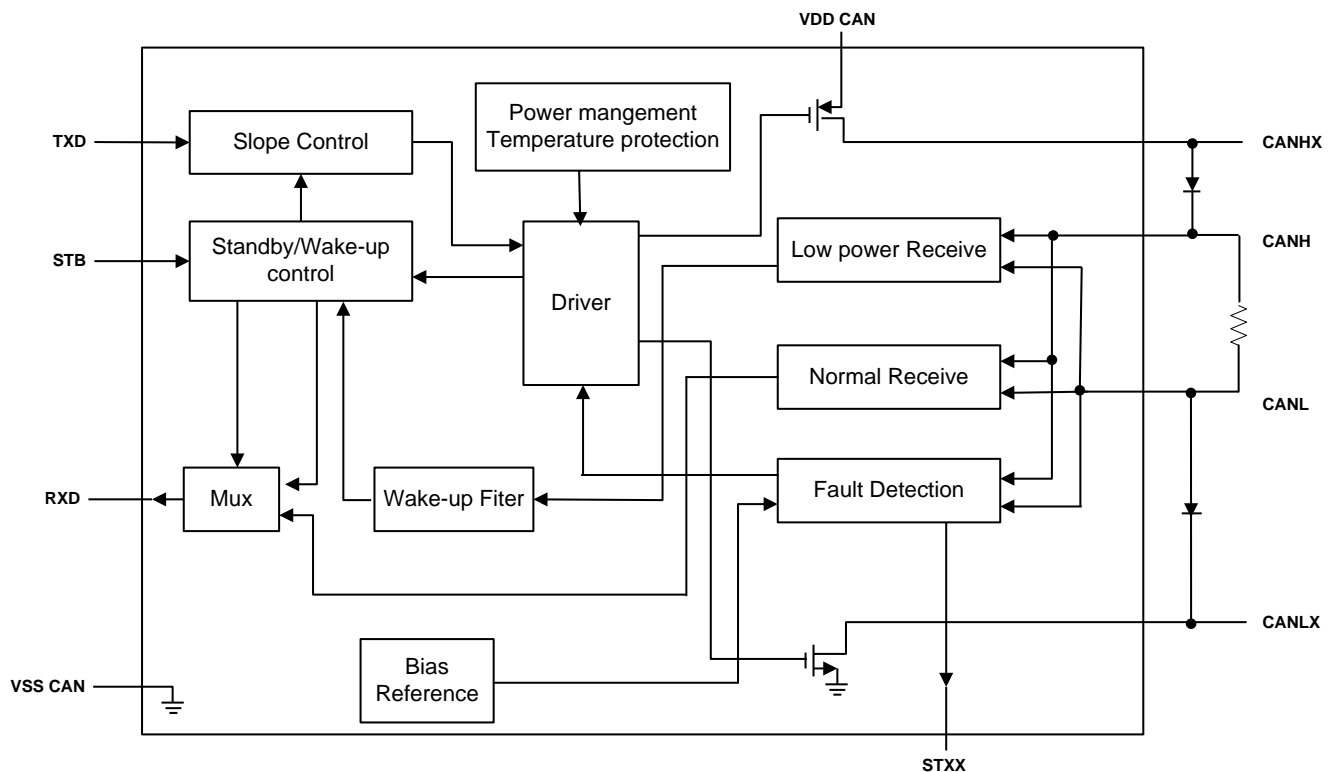 VDD CAN
Power mangement
Temperature protection
TXD
Slope Control
CANHX
STB
Standby/Wake-up
control
Driver
Low power Receive
CANH
Normal Receive
CANL
RXD
Mux
Wake-up Fiter
Fault Detection
CANLX
Bias
Reference
VSS CAN
STXX